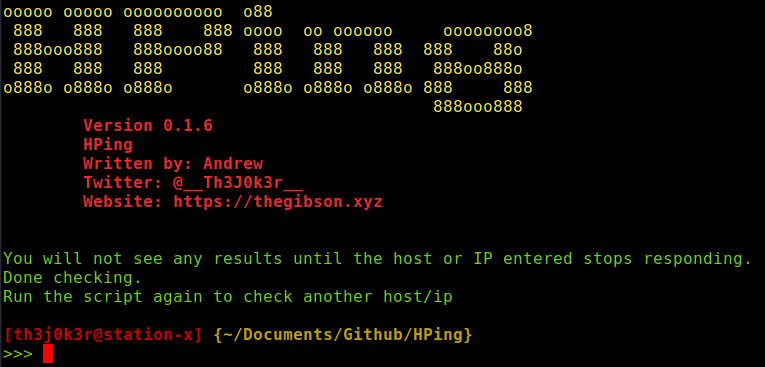 ooooo ooooo oooooooooo  o88
 888   888   888    888 oooo  oo oooooo     oooooooo8
 888ooo888   888oooo88   888   888   888  888    88o
 888   888   888         888   888   888   888oo888o
o888o o888o o888o       o888o o888o o888o 888     888
                                           888ooo888
Version 0.1.6
HPing
Written by: Andrew
Twitter: @__Th3J0k3r__
Website: https://thegibson.xyz
You will not see any results until the host or IP entered stops responding.
Done checking.
Run the script again to check another host/ip
[th3j0k3r@station-x] {~/Documents/Github/HPing}
>>>